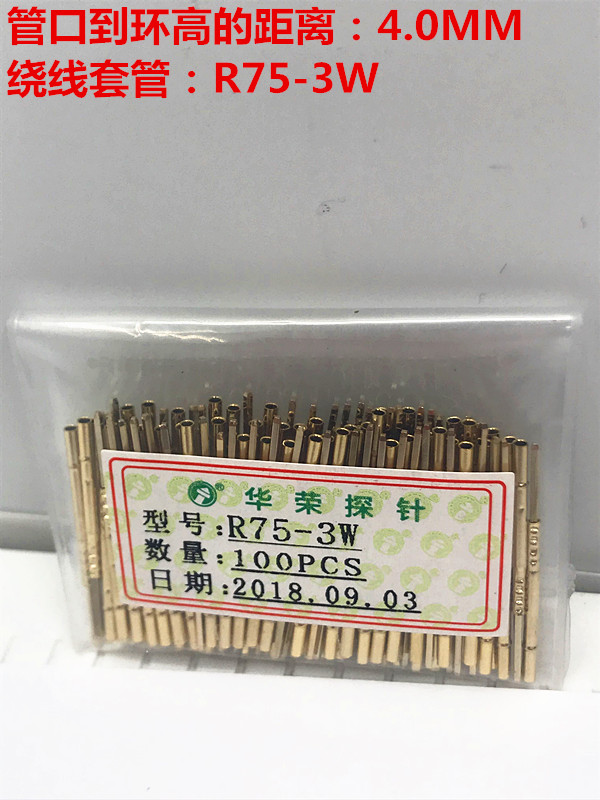 管口到环高的距离：4.0MM
绕线套管：R75-3W
华荣探针
型号:R75-3W
数量:100PCS
日期:2018.09.03